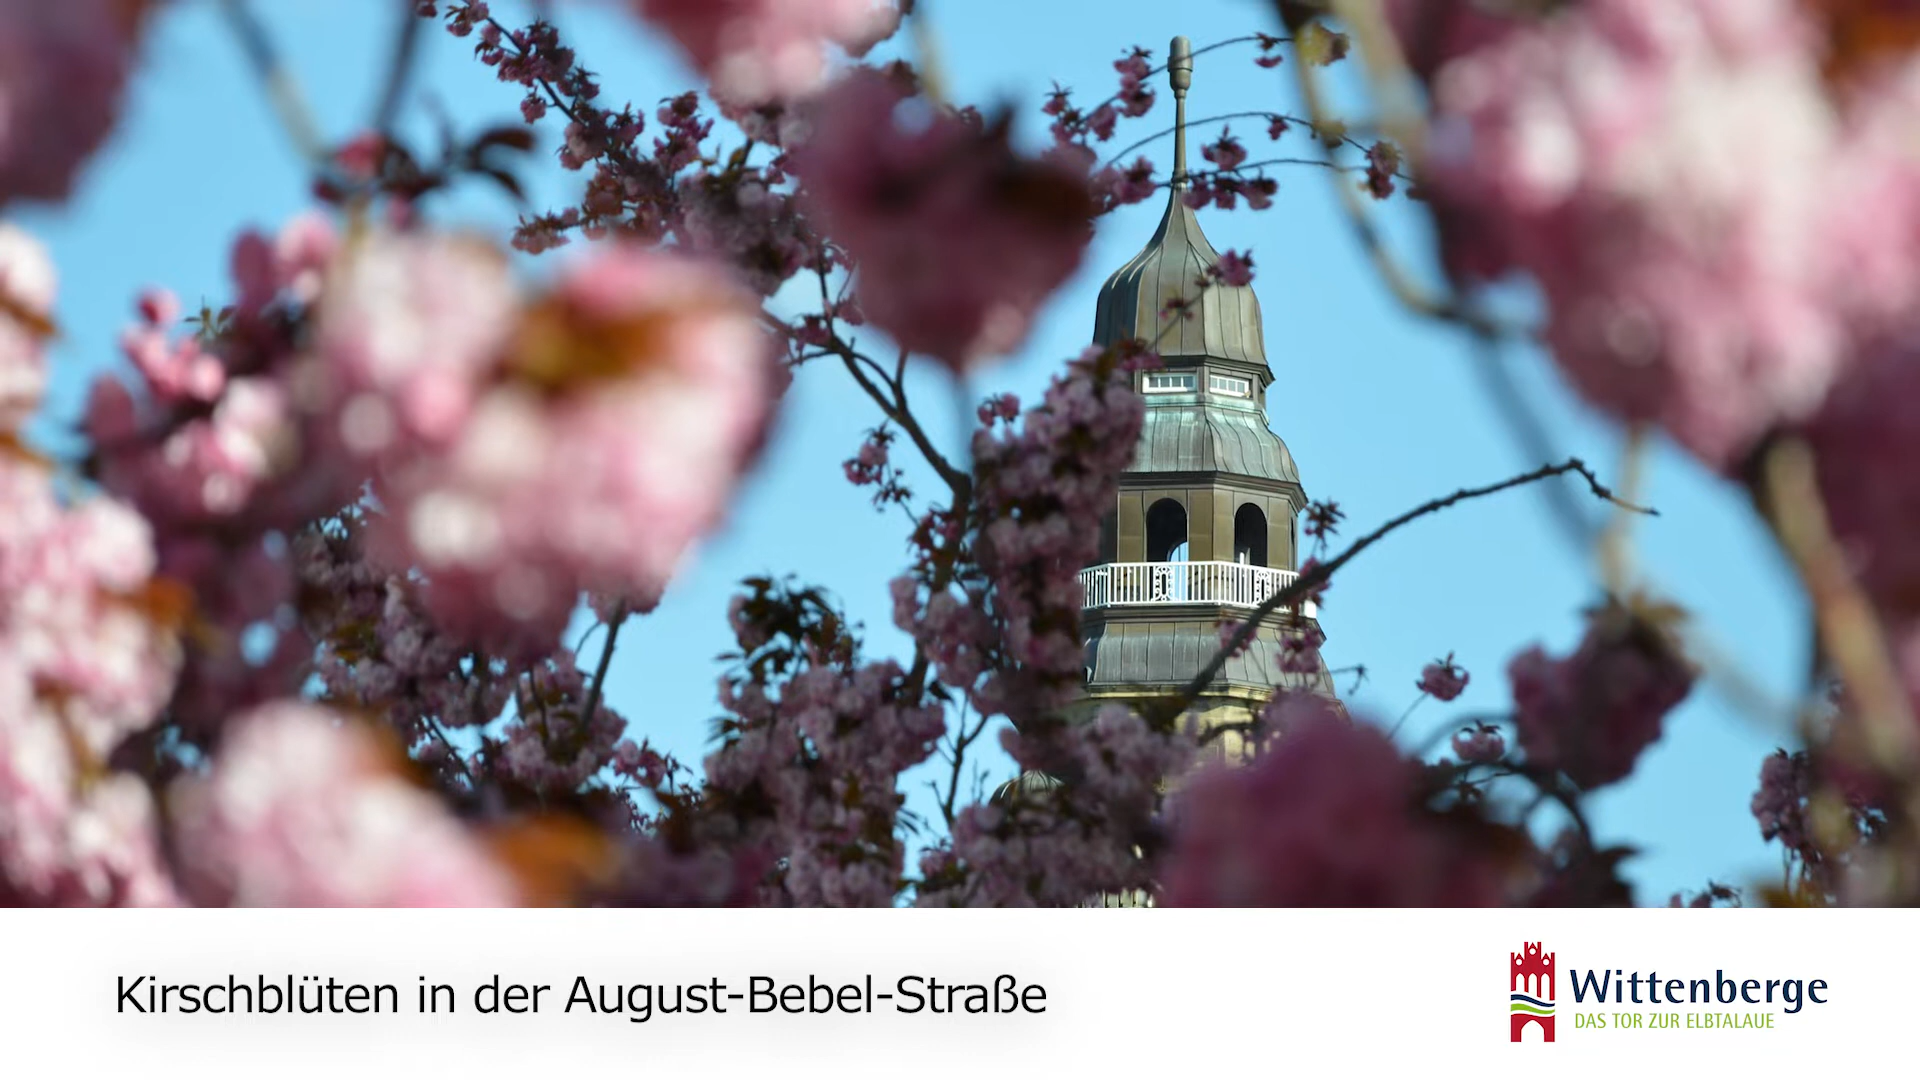 Kirschblüten in der August-Bebel-Straße
Wittenberge
DAS TOR ZUR ELBTALAUE